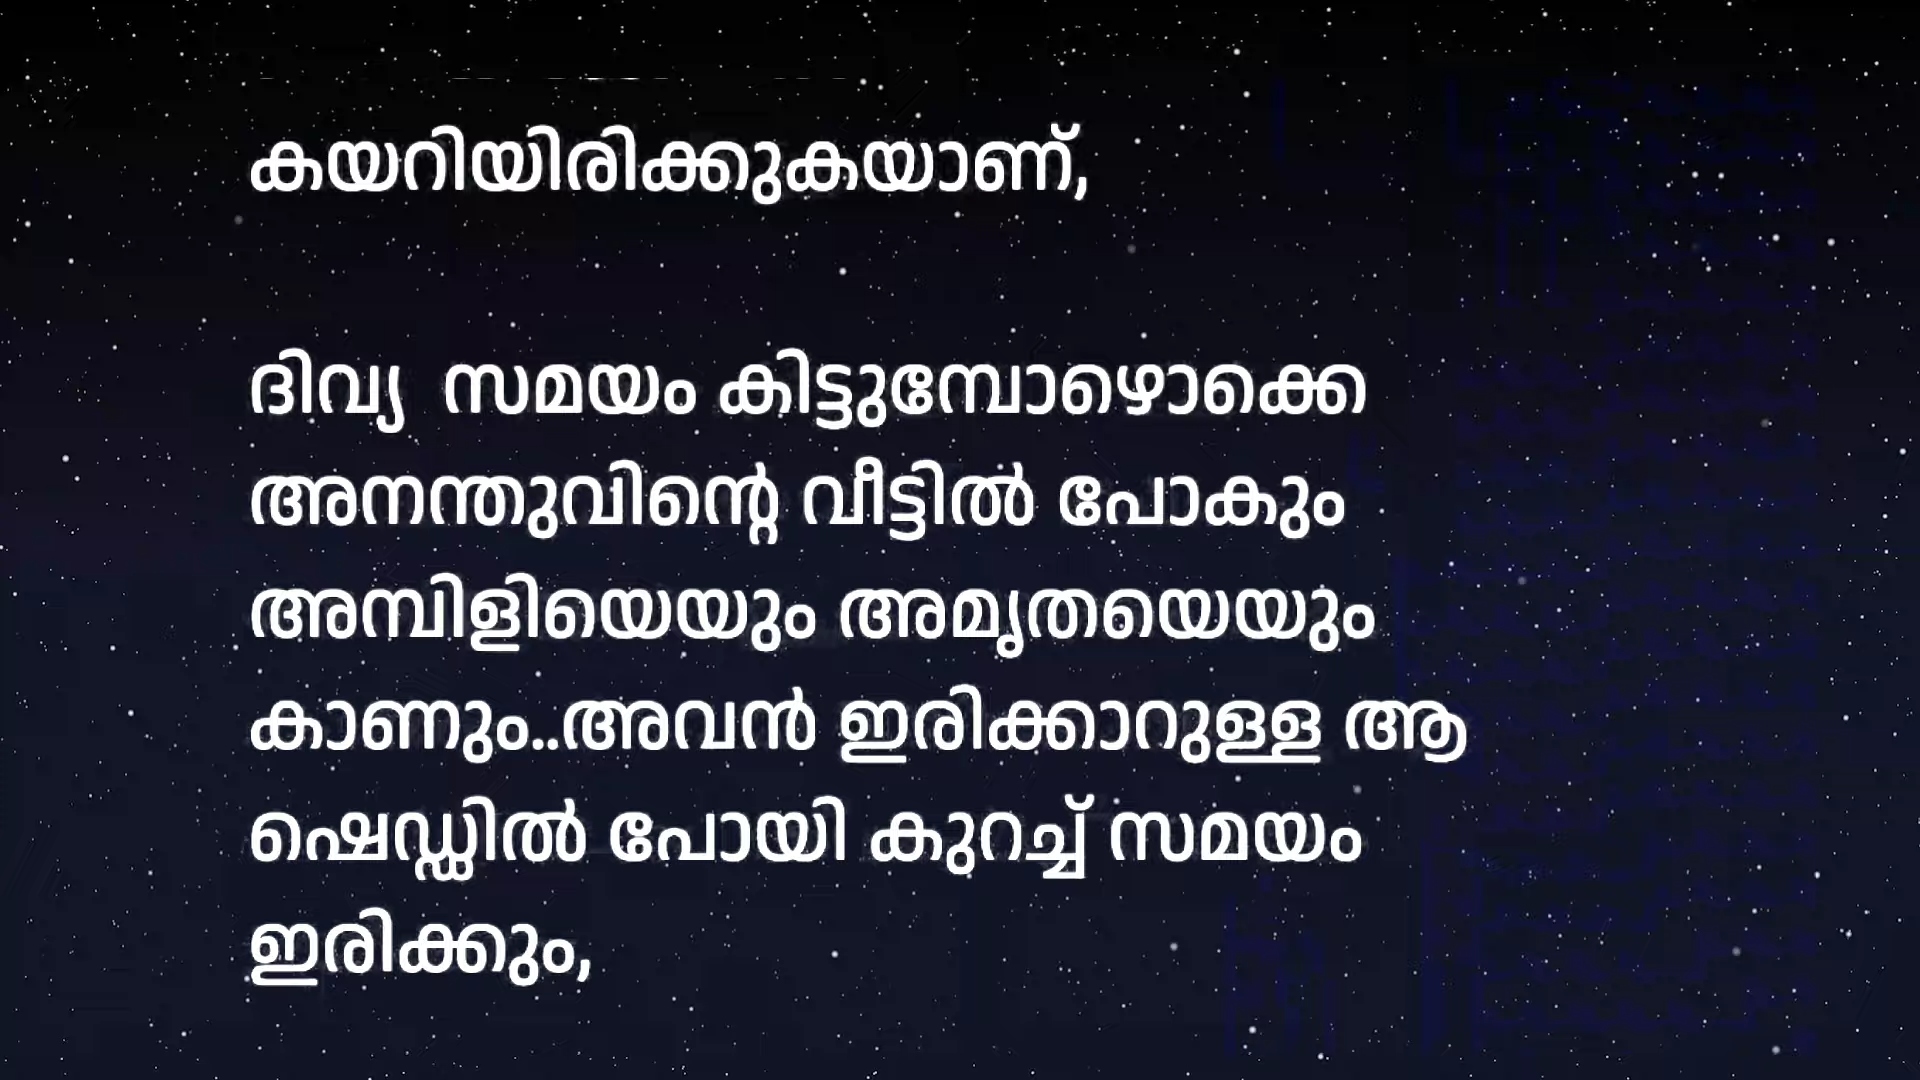 കയറിയിരിക്കുകയാണ്,
ദിവ്യ  സമയം കിട്ടുമ്പോഴൊക്കെ
അനന്തുവിന്റെ വീട്ടിൽ പോകും
അമ്പിളിയെയും അമൃതയെയും
കാണും..അവൻ ഇരിക്കാറുള്ള ആ
ഷെഡ്ഡിൽ പോയി കുറച്ച് സമയം
ഇരിക്കും,